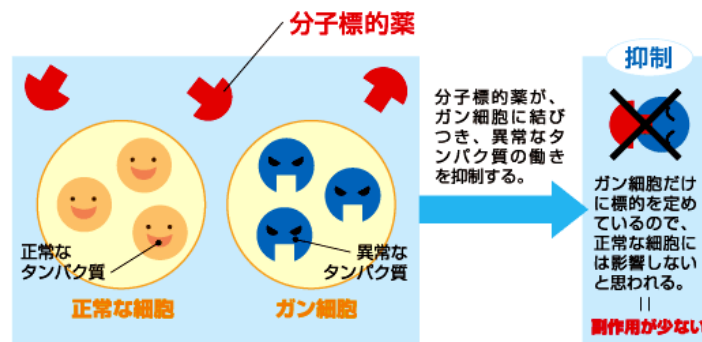 分子標的薬
正常な
タンパク質
異常な
タンパク質
正常な細胞
ガン細胞
分子標的薬が、
ガン細胞に結び
つき、異常なタ
ンパク質の働き
を抑制する。
抑制
ガン細胞だけ
に標的を定め
ているので、
正常な細胞に
は影響しない
と思われる。
||
副作用が少ない